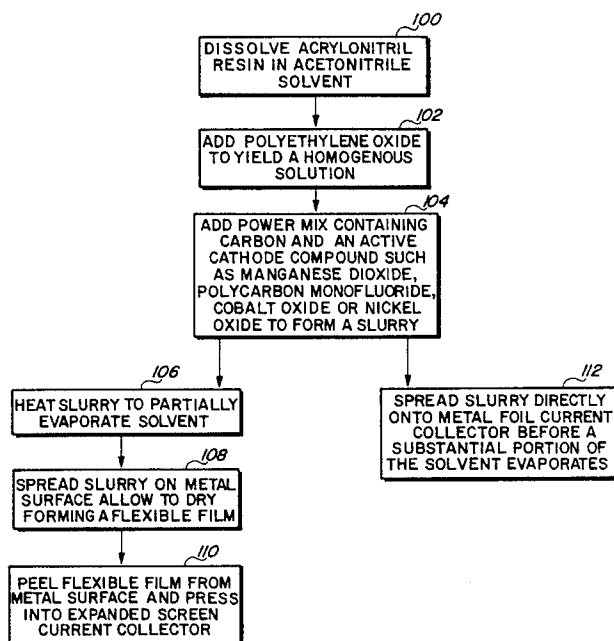 100
DISSOLVE ACRYLONITRIL
RESIN IN ACETONITRILE
SOLVENT
102
ADD POLYETHYLENE OXIDE
TO YIELD A HOMOGENOUS
SOLUTION
104
ADD POWER MIX CONTAINING
CARBON AND AN ACTIVE
CATHODE COMPOUND SUCH
AS MANGANESE DIOXIDE,
POLYCARBON MONOFLUORIDE,
COBALT OXIDE OR NICKEL
OXIDE TO FORM A SLURRY
106
HEAT SLURRY TO PARTIALLY
EVAPORATE SOLVENT
108
SPREAD SLURRY ON METAL
SURFACE ALLOW TO DRY
FORMING A FLEXIBLE FILM
110
PEEL FLEXIBLE FILM FROM
METAL SURFACE AND PRESS
INTO EXPANDED SCREEN
CURRENT COLLECTOR
112
SPREAD SLURRY DIRECTLY
ONTO METAL FOIL CURRENT
COLLECTOR BEFORE A
SUBSTANTIAL PORTION OF
THE SOLVENT EVAPORATES